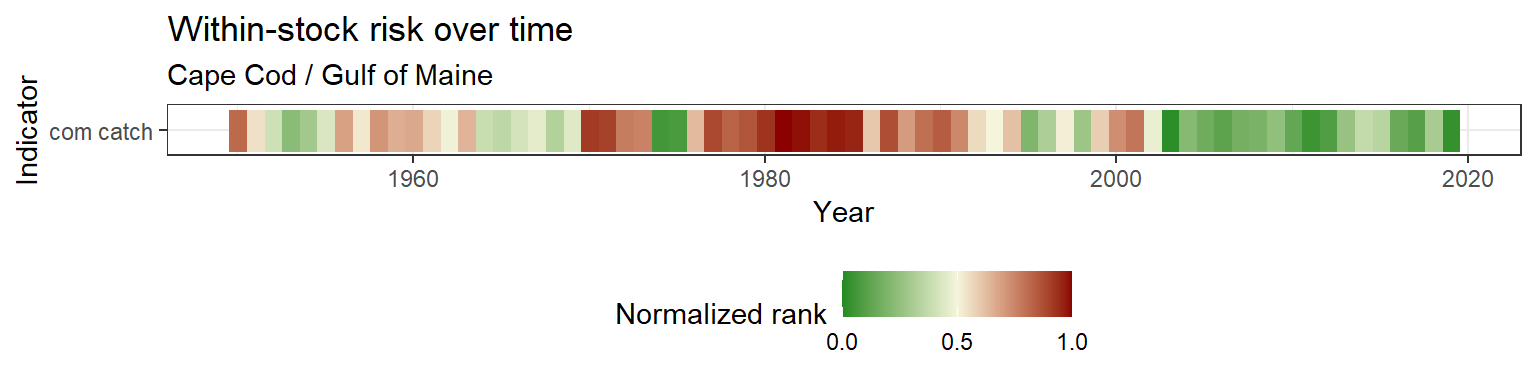 Within-stock risk over time
Cape Cod / Gulf of Maine
Indicator
com catch
1960 1980 2000 2020
Year
Normalized rank
0.0 0.5 1.0